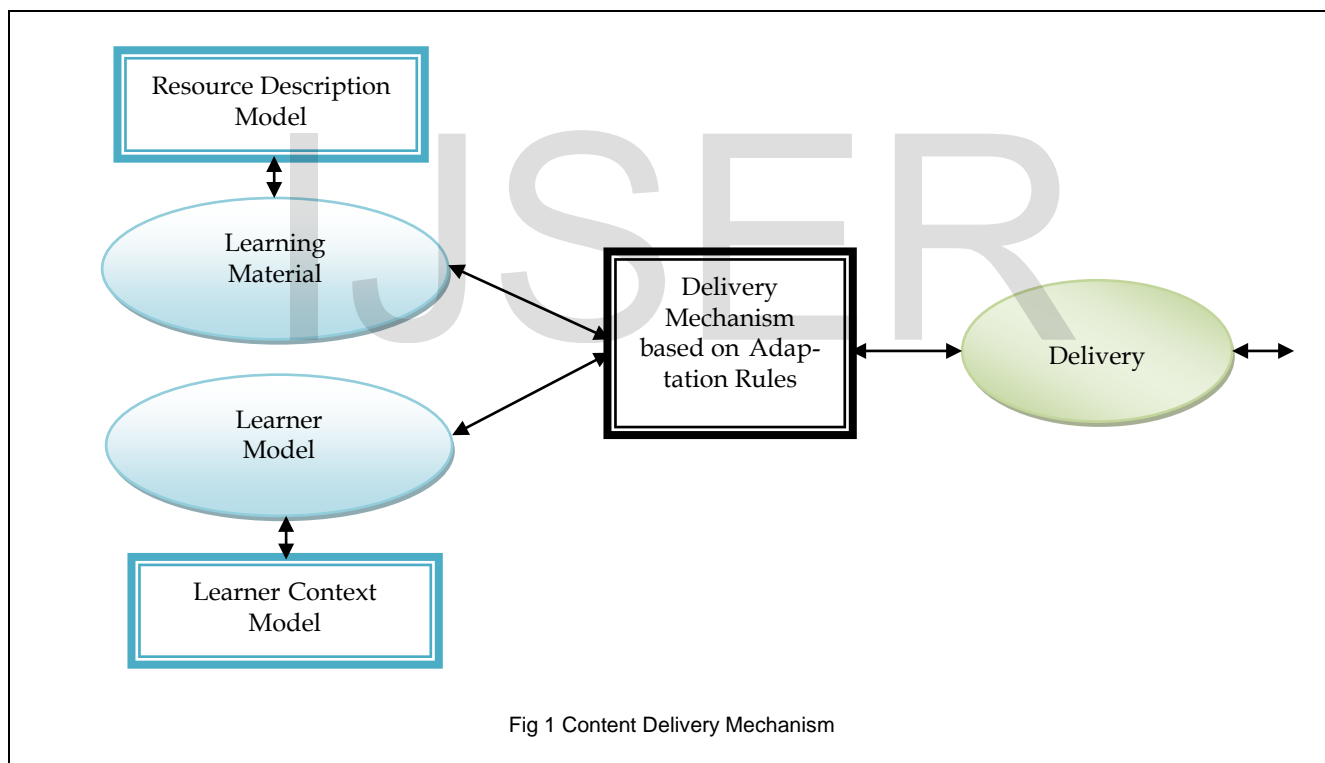 Resource Description
Model
Learning
Material
Learner
Model
Learner Context
Model
Delivery
Mechanism
based on Adap-
tation Rules
Delivery
IJSER
Fig 1 Content Delivery Mechanism